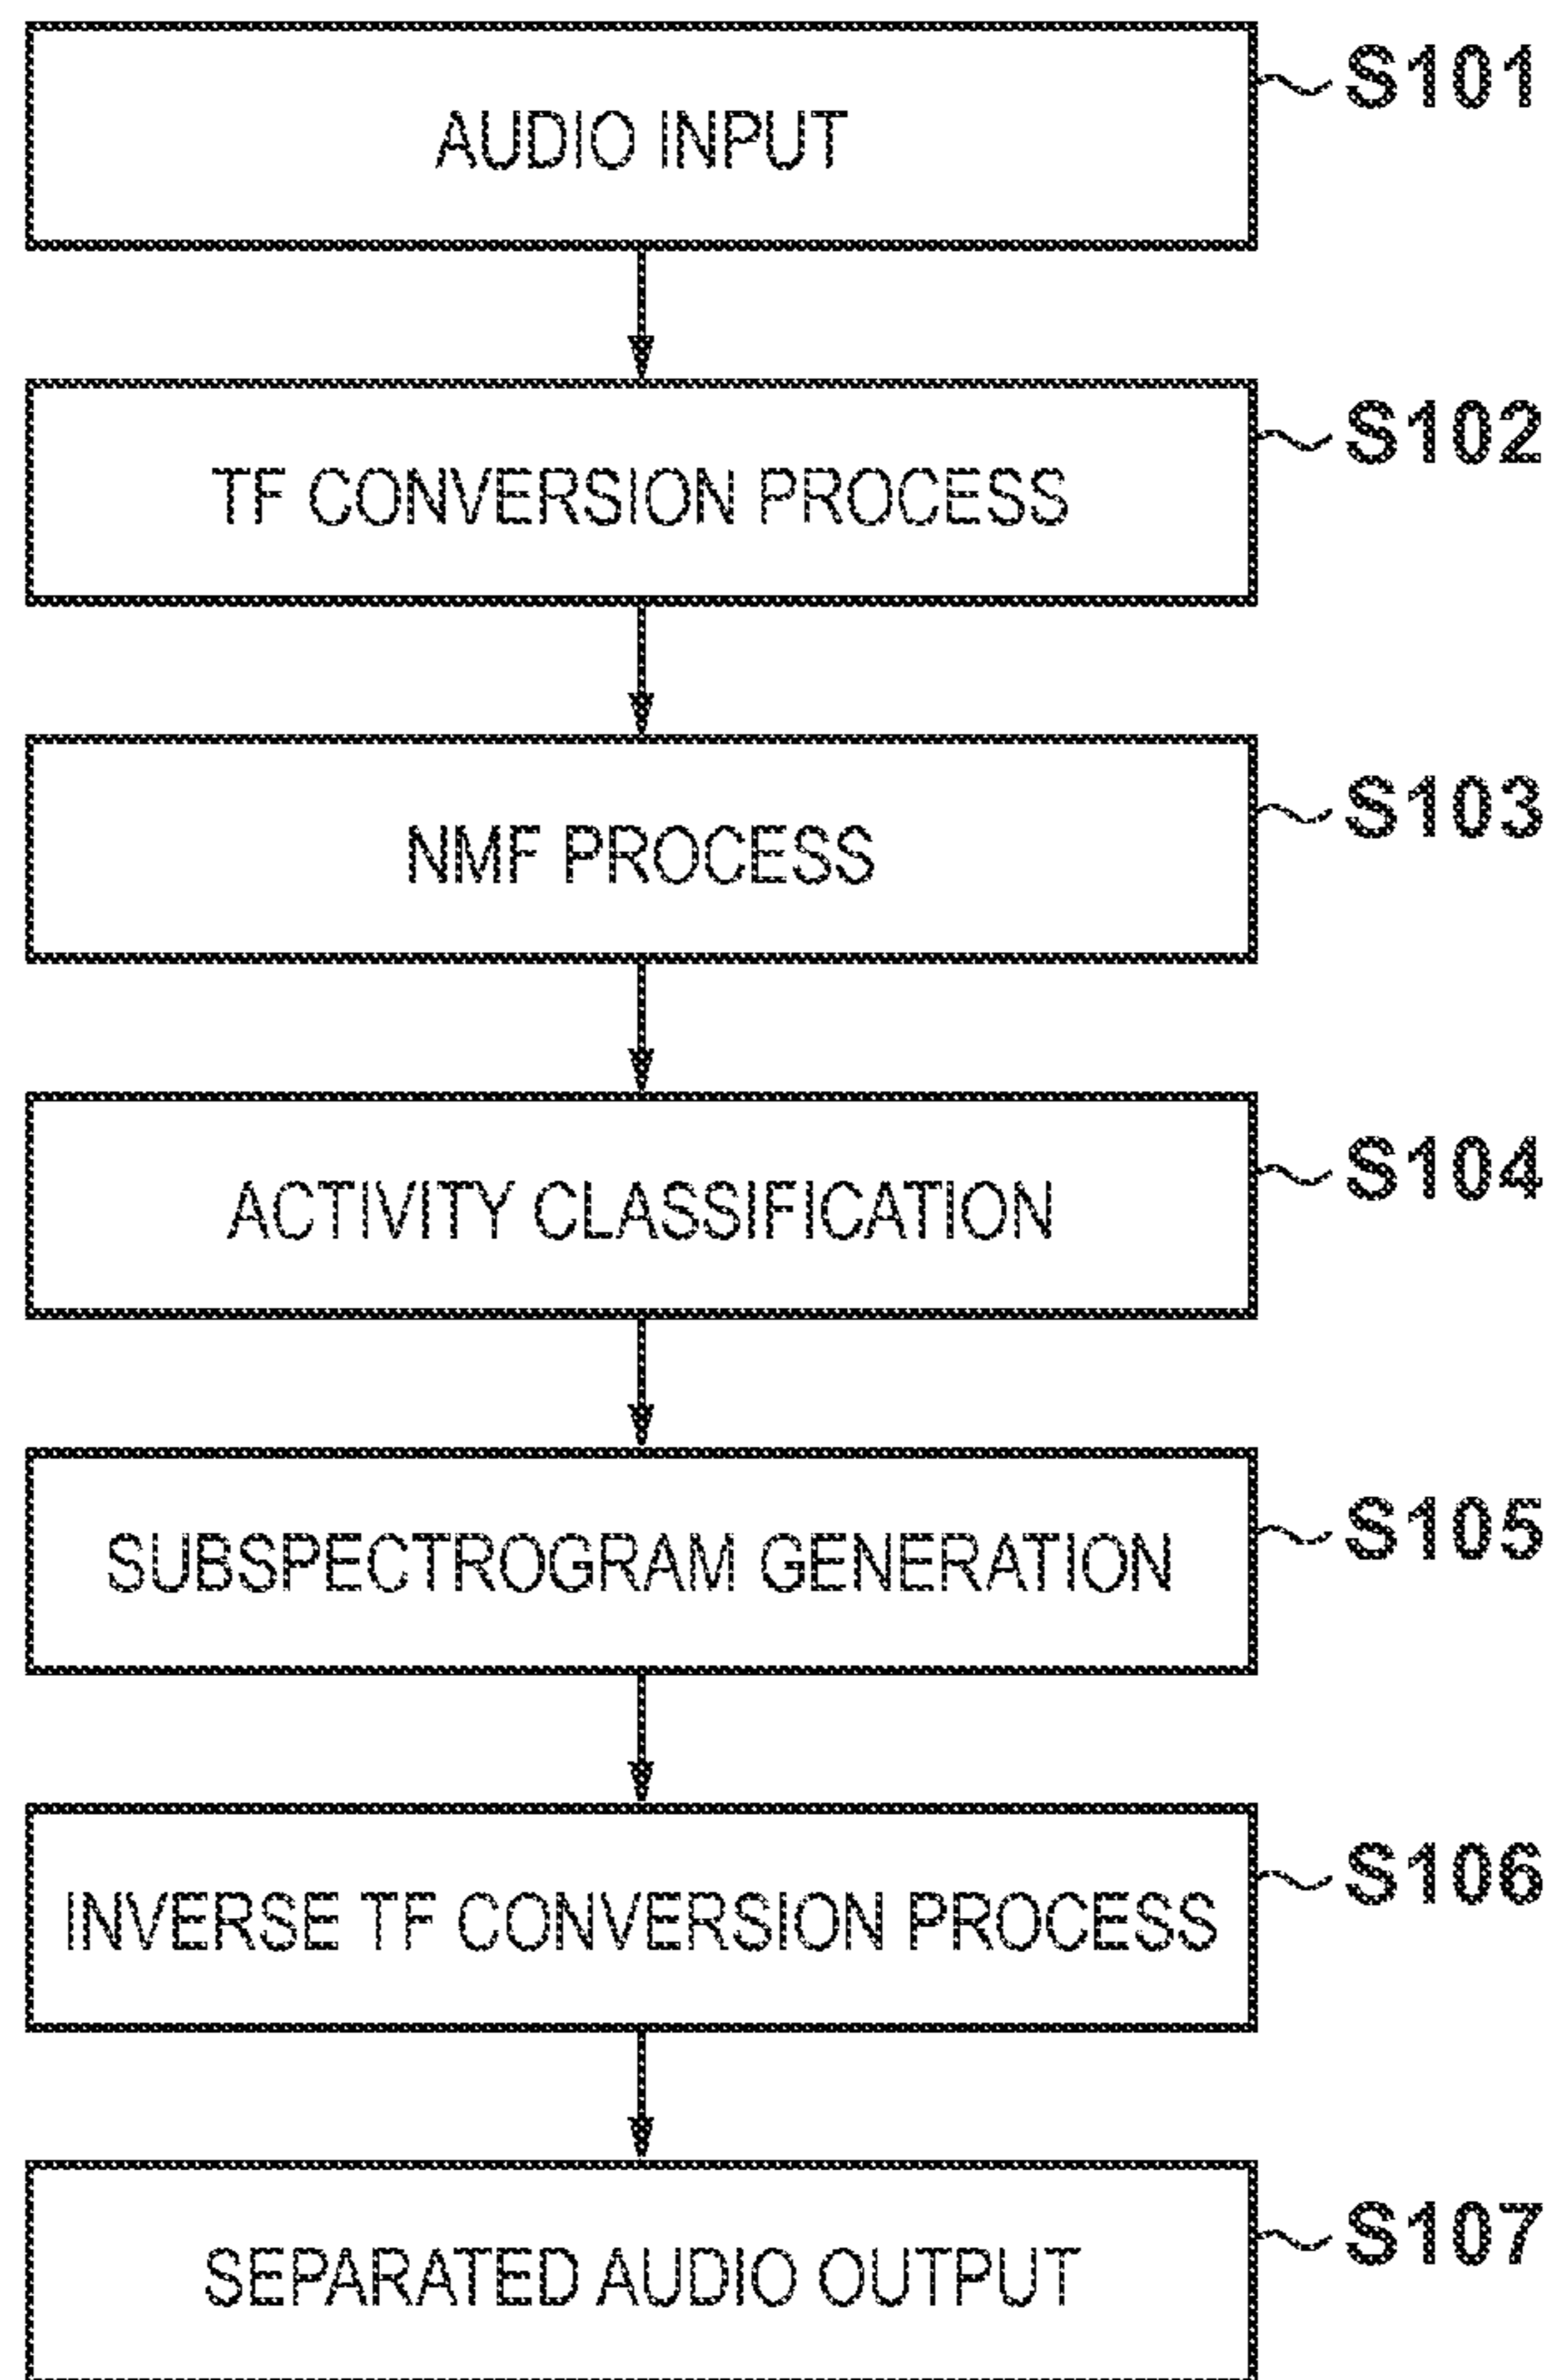 AUDIO INPUT
S101
TF CONVERSION PROCESS
S102
NMF PROCESS
S103
ACTIVITY CLASSIFICATION
S104
SUBSPECTROGRAM GENERATION
S105
INVERSE TF CONVERSION PROCESS
S106
SEPARATED AUDIO OUTPUT
S107